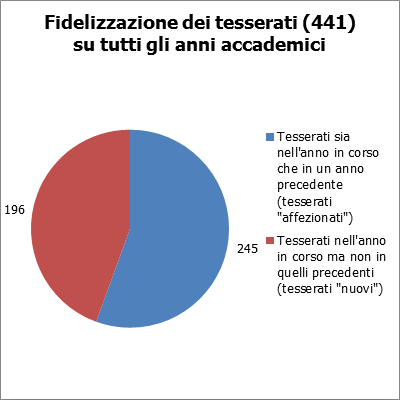 Fidelizzazione dei tesserati (441)
su tutti gli anni accademici
196
245
Tesserati sia
nell'anno in corso
che in un anno
precedente
(tesserati
"affezionati")
Tesserati nell'anno
in corso ma non in
quelli precedenti
(tesserati "nuovi")